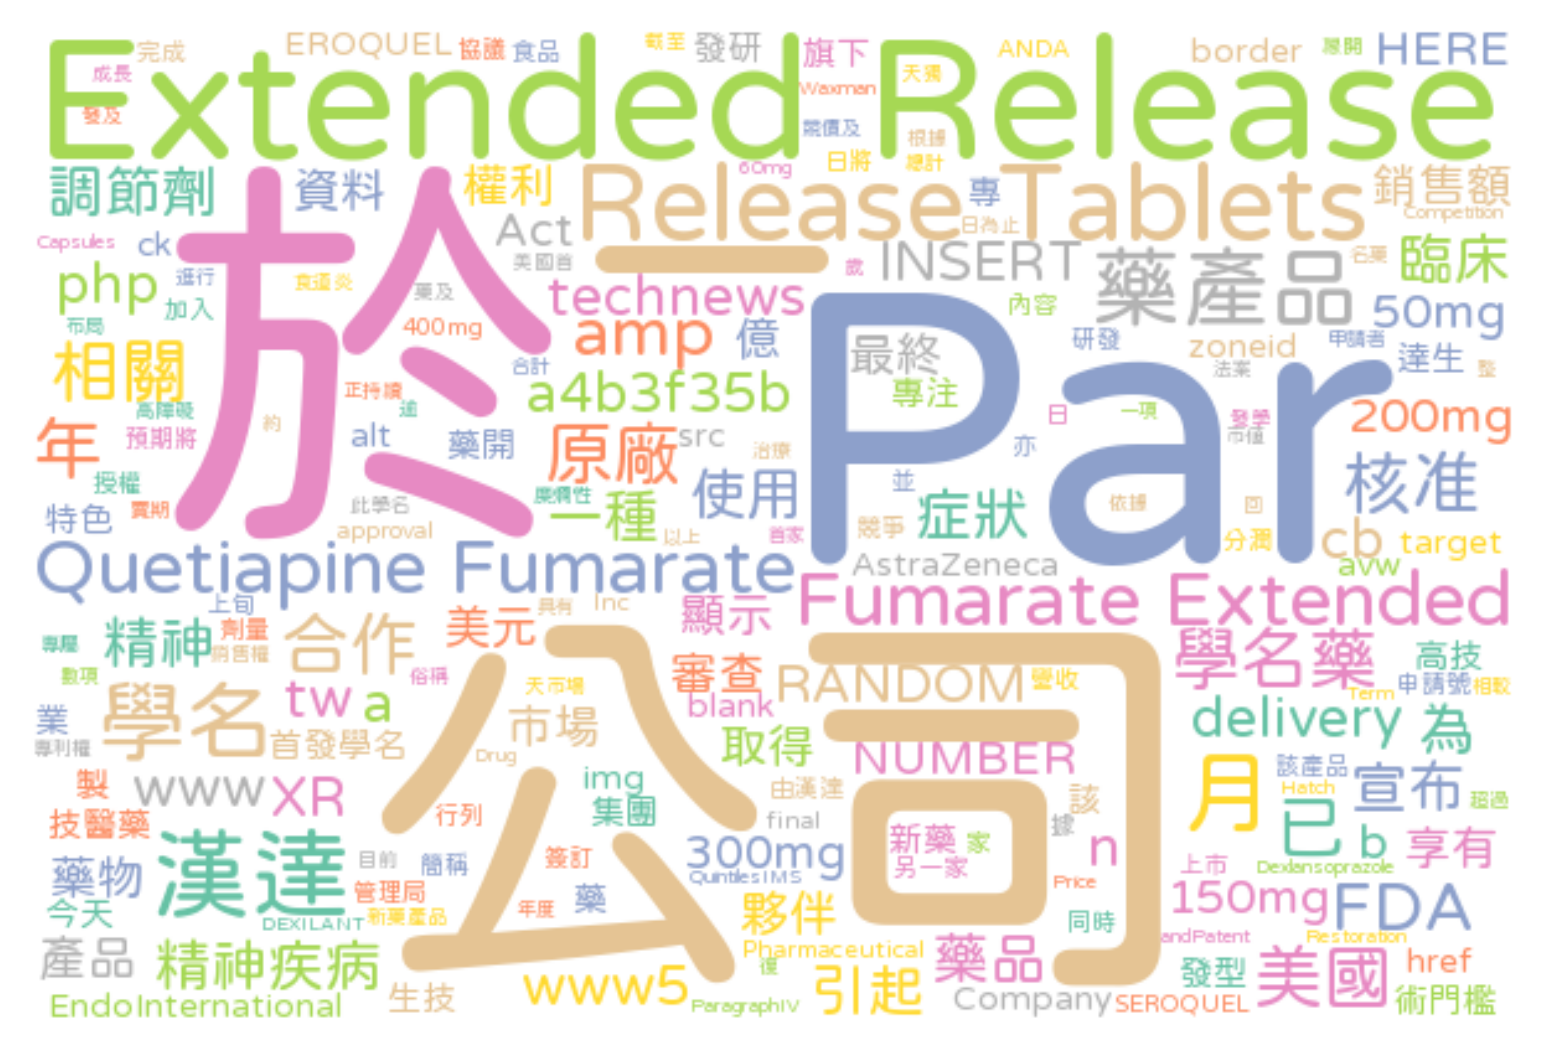 EROQUEL 協議 食品 截至 發研 旗下 ANDA border 懸開 HERE
完成
成長
Extended Release
Waxman
天獨
發及
競價及
根據
日將 總計
60mg
調節劑 資料 權利 Release Tablets 專 銷售額
Competition
日為止
Capsules ck Act INSERT 藥產品 名藥 臨床
美國首
歲
php 進行 食道炎 藥及 technews 內容 50mg
加入
布局
於
400mg amp 億 Par 最終 研發 zoneid 申請者 達生
合計
法案
整
相關 正持續 a4b3f35b 專注
高障礙
逾
年 預期將 約 alt 藥開 原廠 src 治療 日 一項 發學 200mg
市值
亦
授權
使用 並 核准
特色 賣期 此學名 糜爛性 一種 症狀 依據 回
approval 以上 首家 競爭 分潤 cb target
Quetiapine Fumarate AstraZeneca avw
Fumarate Extended
上旬 具有 Inc
專屬 精神 劑量 合作 美元 顯示 學名藥 高技
銷售權
數項
俗稱
公司
審查 RANDOM 營收 申請號 相較
Term
天市場
業 學名 tw a blank delivery 為
市場
首發學名 取得
專利權
Drug
NUMBER
製 www XR img 由漢達 該 月 該產品 宣布
Hatch
超過
技醫藥 行列 集團 final 據 已 b 享有
新藥 家
漢達 目前 簡稱 簽訂 300mg 另一家 n 上市
Dexlansoprazole
藥物 管理局 藥 QuintilesIMS Price 150mg FDA
今天 年度 夥伴 同時
DEXILANT 新藥產品
andPatent Restoration
產品 精神疾病 Pharmaceutical 藥品 美國 href
復
發型
www5 引起
EndoInternational 生技 ParagraphIV Company SEROQUEL 術門檻